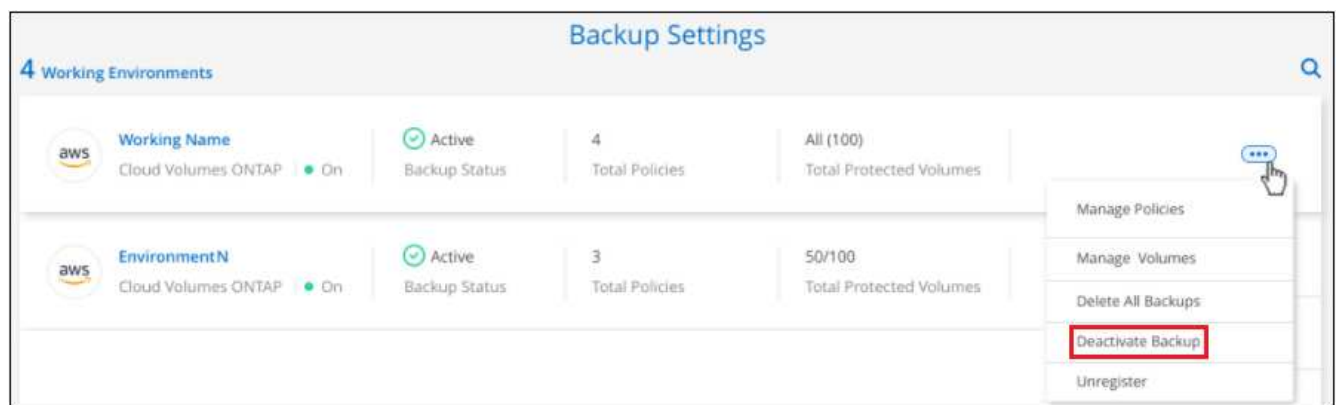 Backup Settings
4 Working Environments
aws
Working Name
Cloud Volumes ONTAP
On
Active
Backup Status
4
Total Policies
All (100)
Total Protected Volumes
Manage Policies
Manage Volumes
Delete All Backups
Deactivate Backup
Unregister
aws
EnvironmentN
Cloud Volumes ONTAP
On
Active
Backup Status
3
Total Policies
50/100
Total Protected Volumes